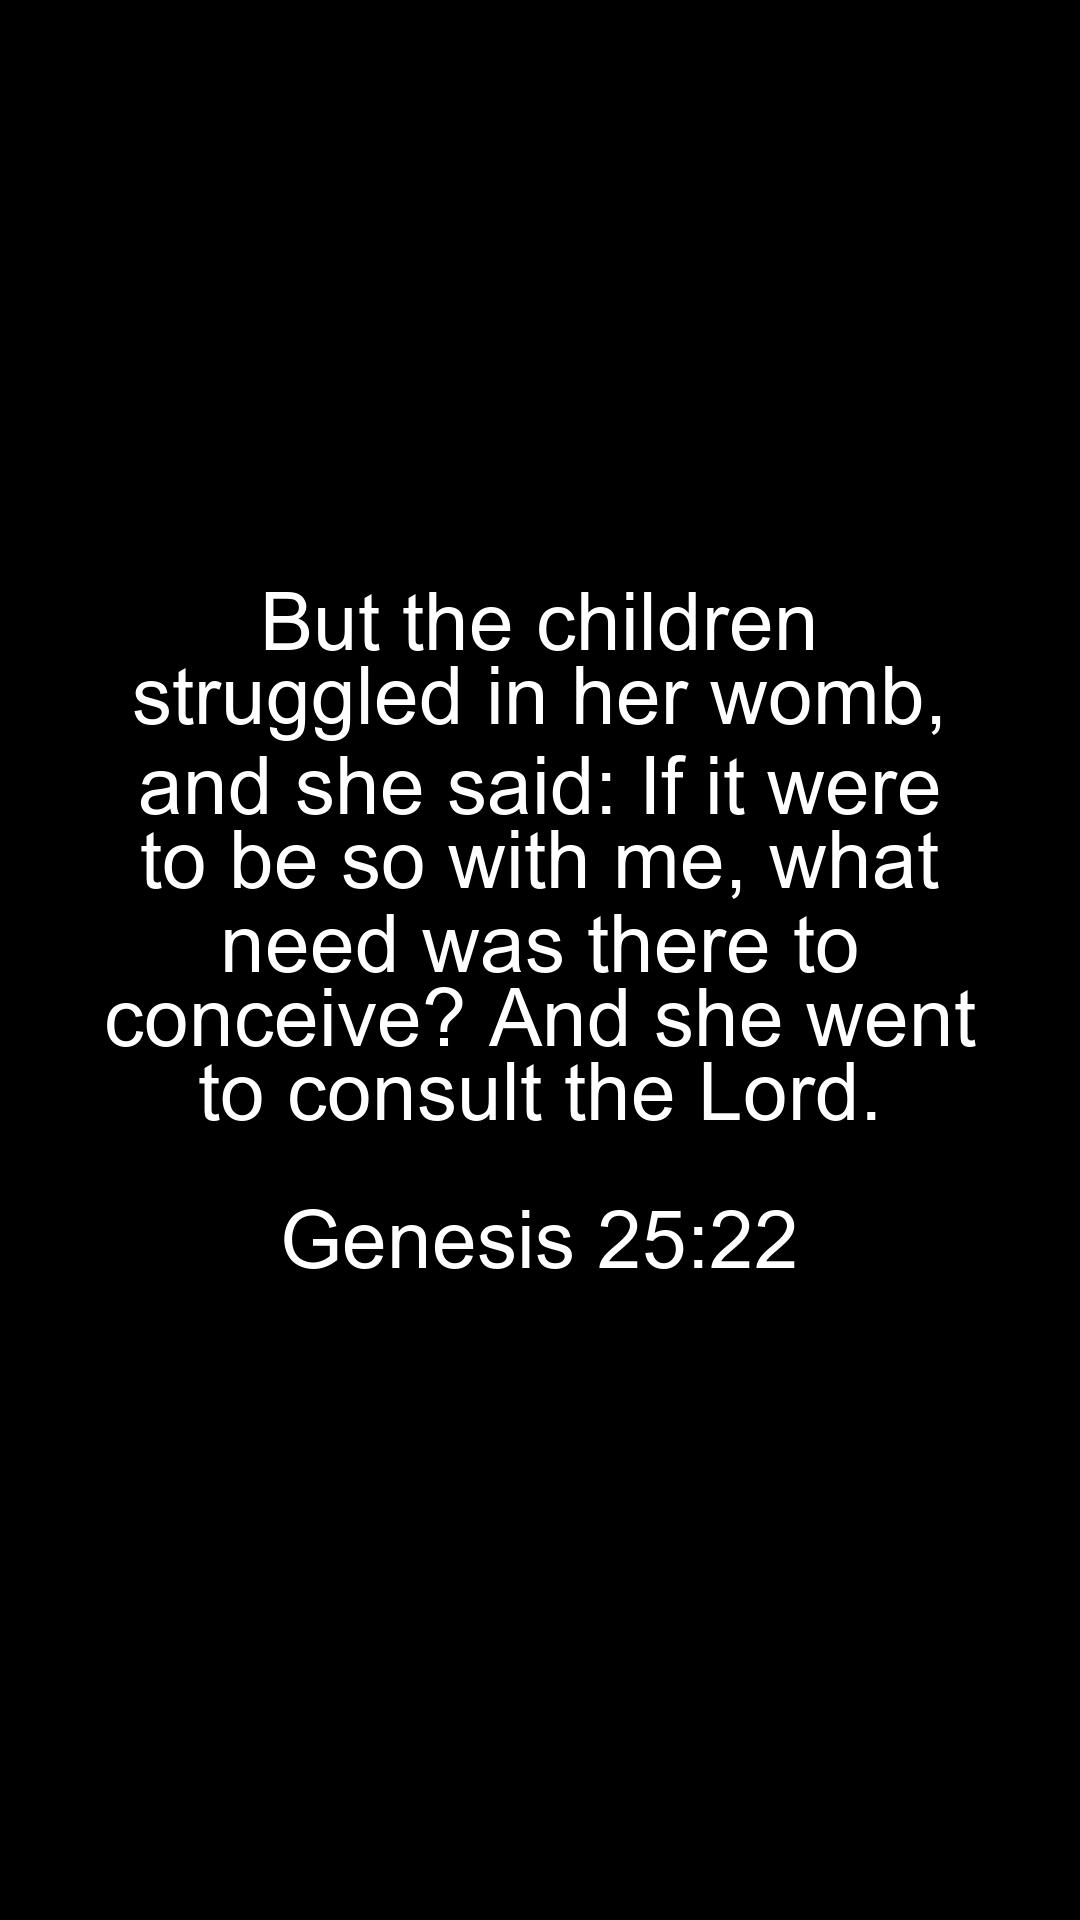 But the children
struggled in her womb,
and she said: If it were
to be so with me, what
need was there to
conceive? And she went
to consult the Lord.
Genesis 25:22